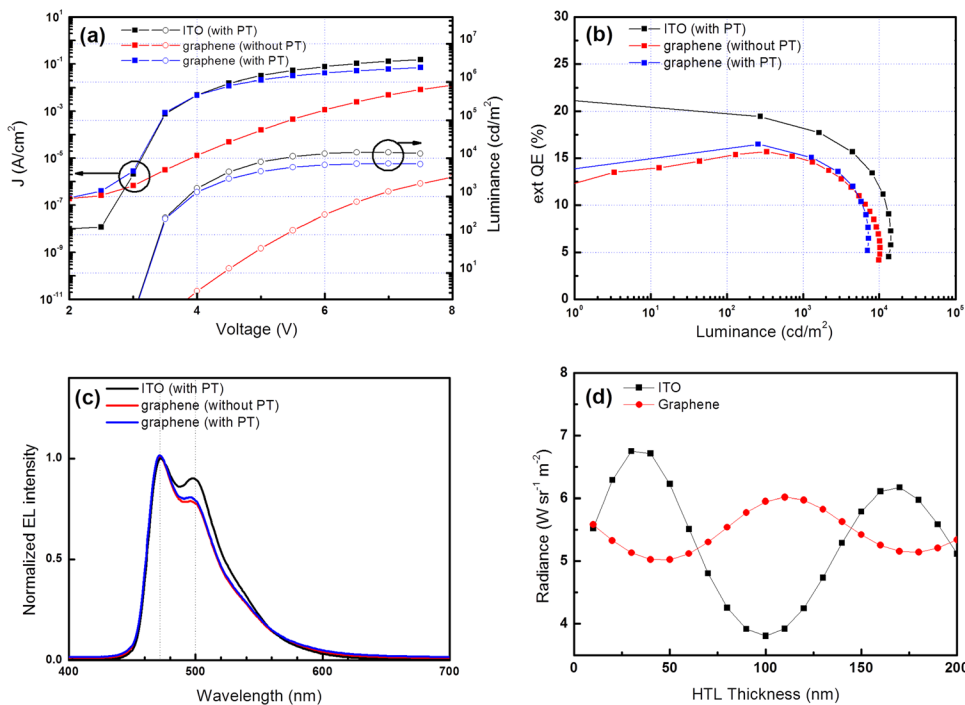 (a)
ITO (with PT)
graphene (without PT)
graphene (with PT)
J (A/cm²)
10¹
10⁻¹
10⁻³
10⁻⁵
10⁻⁷
10⁻⁹
10⁻¹¹
2 3 4 5 6 7 8
Voltage (V)
10⁷
10⁶
10⁵
10⁴
10³
10²
10¹
Luminance (cd/m²)
(b)
ITO (with PT)
graphene (without PT)
graphene (with PT)
ext QE (%)
30
25
20
15
10
5
0
10⁰ 10¹ 10² 10³ 10⁴ 10⁵
Luminance (cd/m²)
(c)
ITO (with PT)
graphene (without PT)
graphene (with PT)
Normalized EL intensity
1.0
0.5
0.0
400 500 600 700
Wavelength (nm)
(d)
ITO
Graphene
Radiance (W sr⁻¹ m⁻²)
8
7
6
5
4
0 50 100 150 200
HTL Thickness (nm)